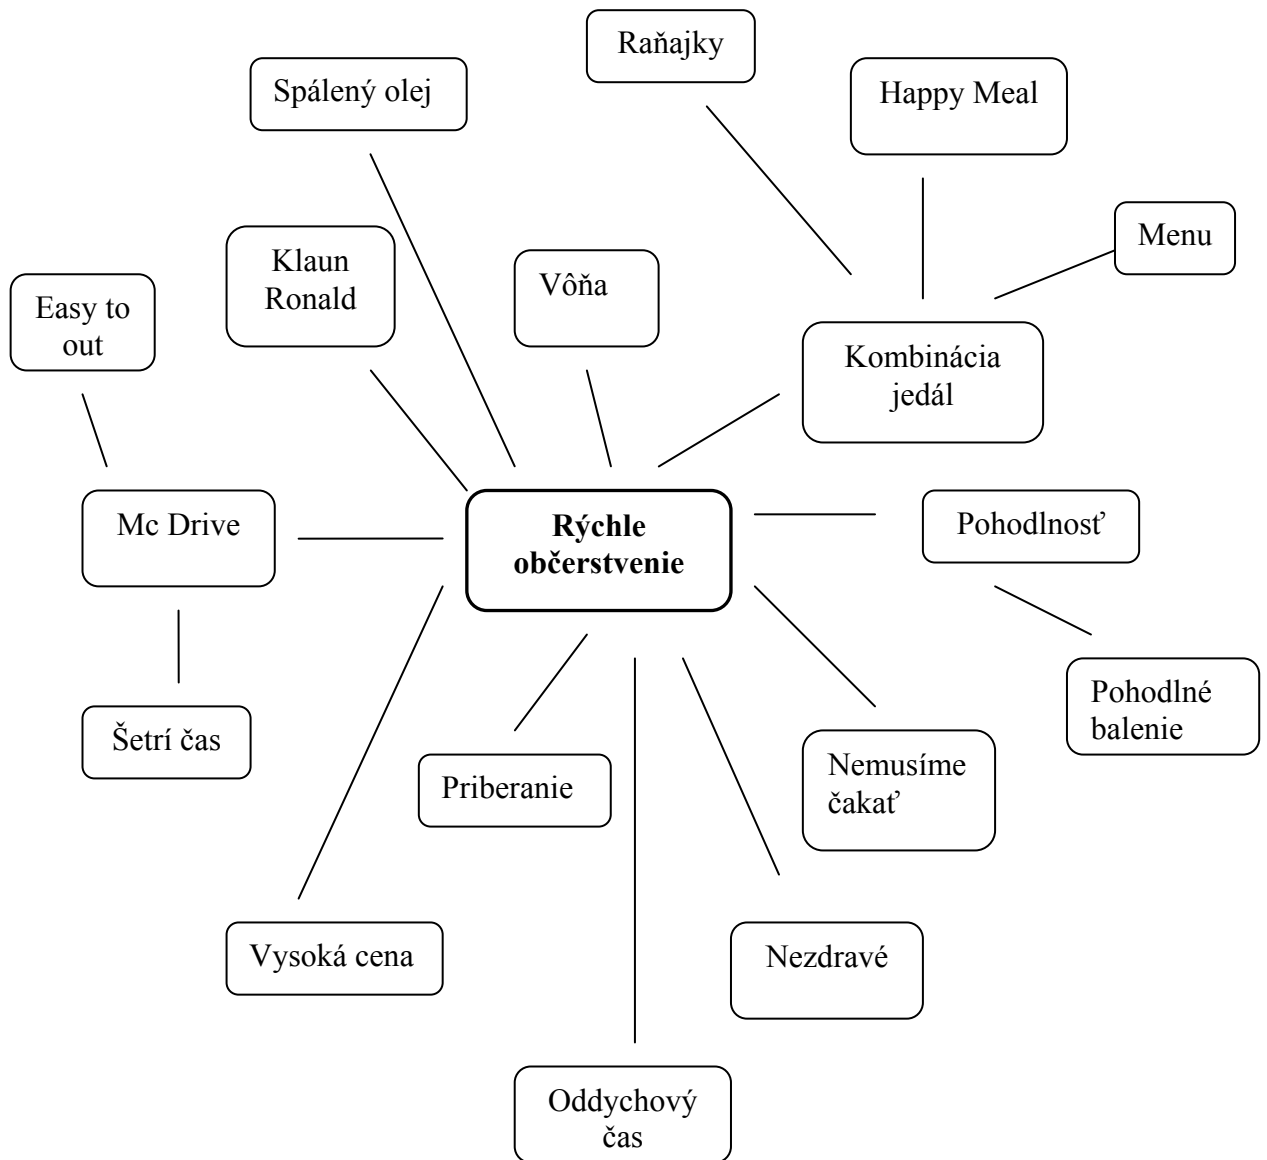 Raňajky
Spálený olej
Happy Meal
Menu
Klaun
Ronald
Vôňa
Easy to
out
Kombinácia
jedál
Mc Drive
Rýchle
občerstvenie
Pohodlnosť
Pohodlné
balenie
Šetrí čas
Priberanie
Nemusíme
čakať
Vysoká cena
Nezdravé
Oddychový
čas